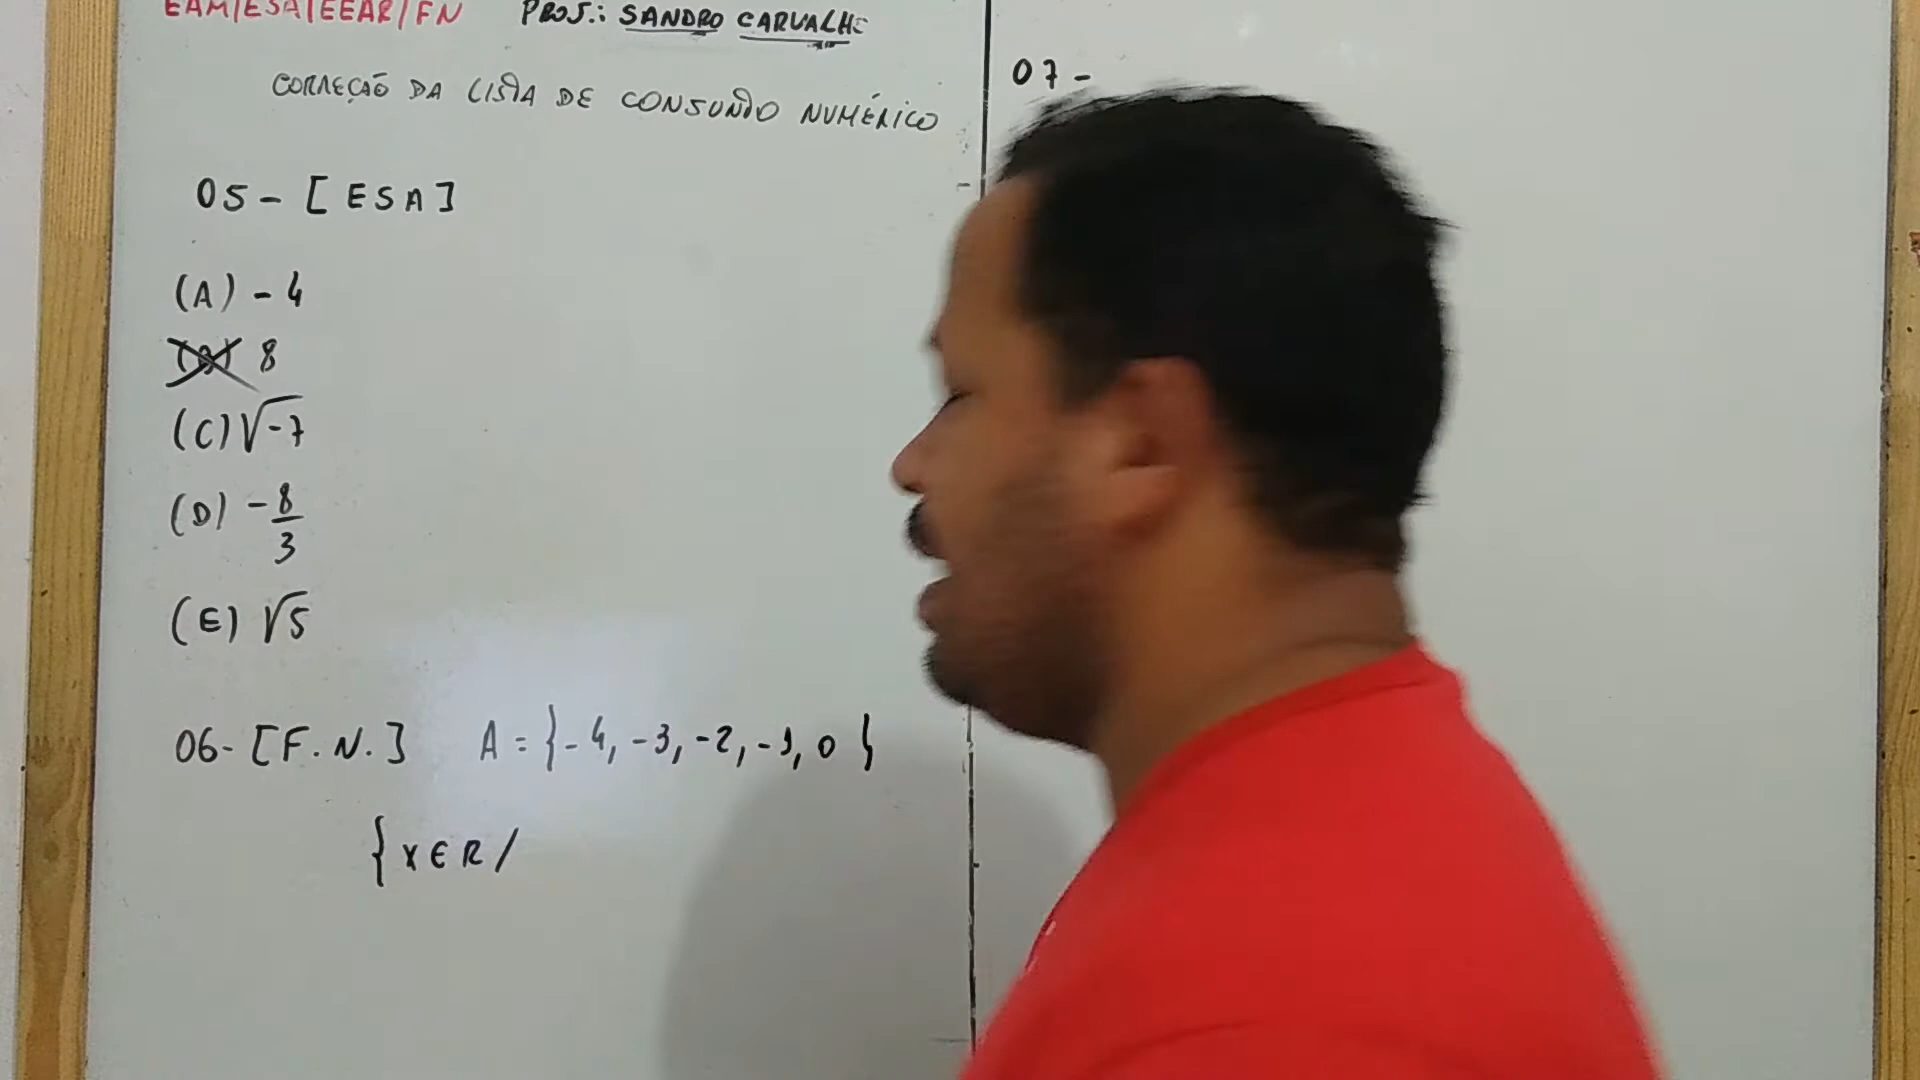 EAM/ESA/EEAR/FN PROF.: SANDRO CARVALHO
CORREÇÃO DA LISTA DE CONJUNTO NUMÉRICO
05- [ESA]
(A) -4
(B) 8
(C) √-7
(D) -8/3
(E) √5
06- [F.N.] A = {-4, -3, -2, -1, 0}
{x ∈ R /
07-